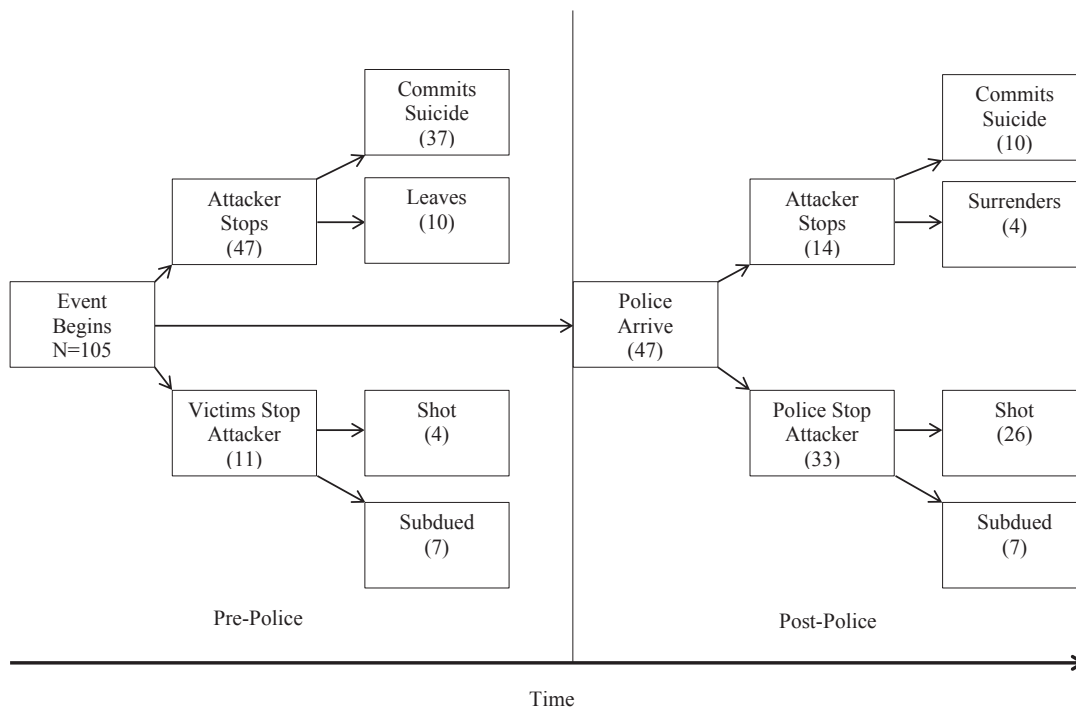 Commits
Suicide
(37)
Attacker
Stops
(47)
Leaves
(10)
Event
Begins
N=105
Victims Stop
Attacker
(11)
Shot
(4)
Subdued
(7)
Pre-Police
Commits
Suicide
(10)
Attacker
Stops
(14)
Surrenders
(4)
Police
Arrive
(47)
Police Stop
Attacker
(33)
Shot
(26)
Subdued
(7)
Post-Police
Time